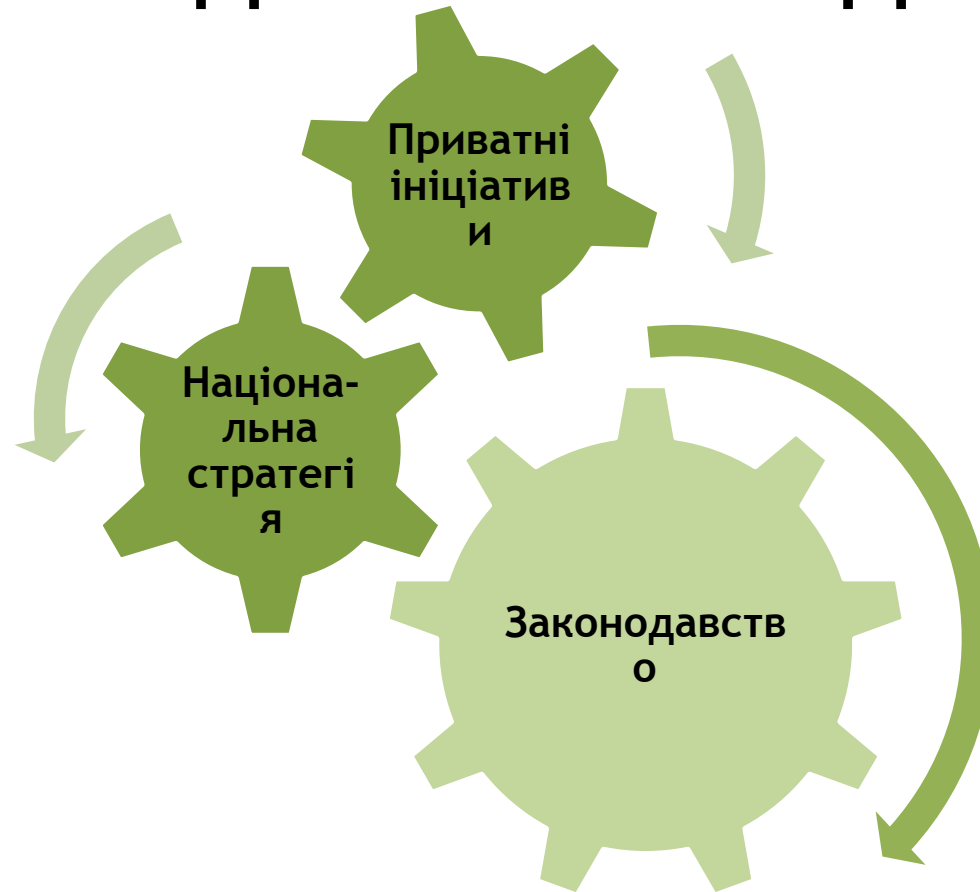 Приватні
ініціатив
и
Націона-
льна
стратегі
я
Законодавств
о